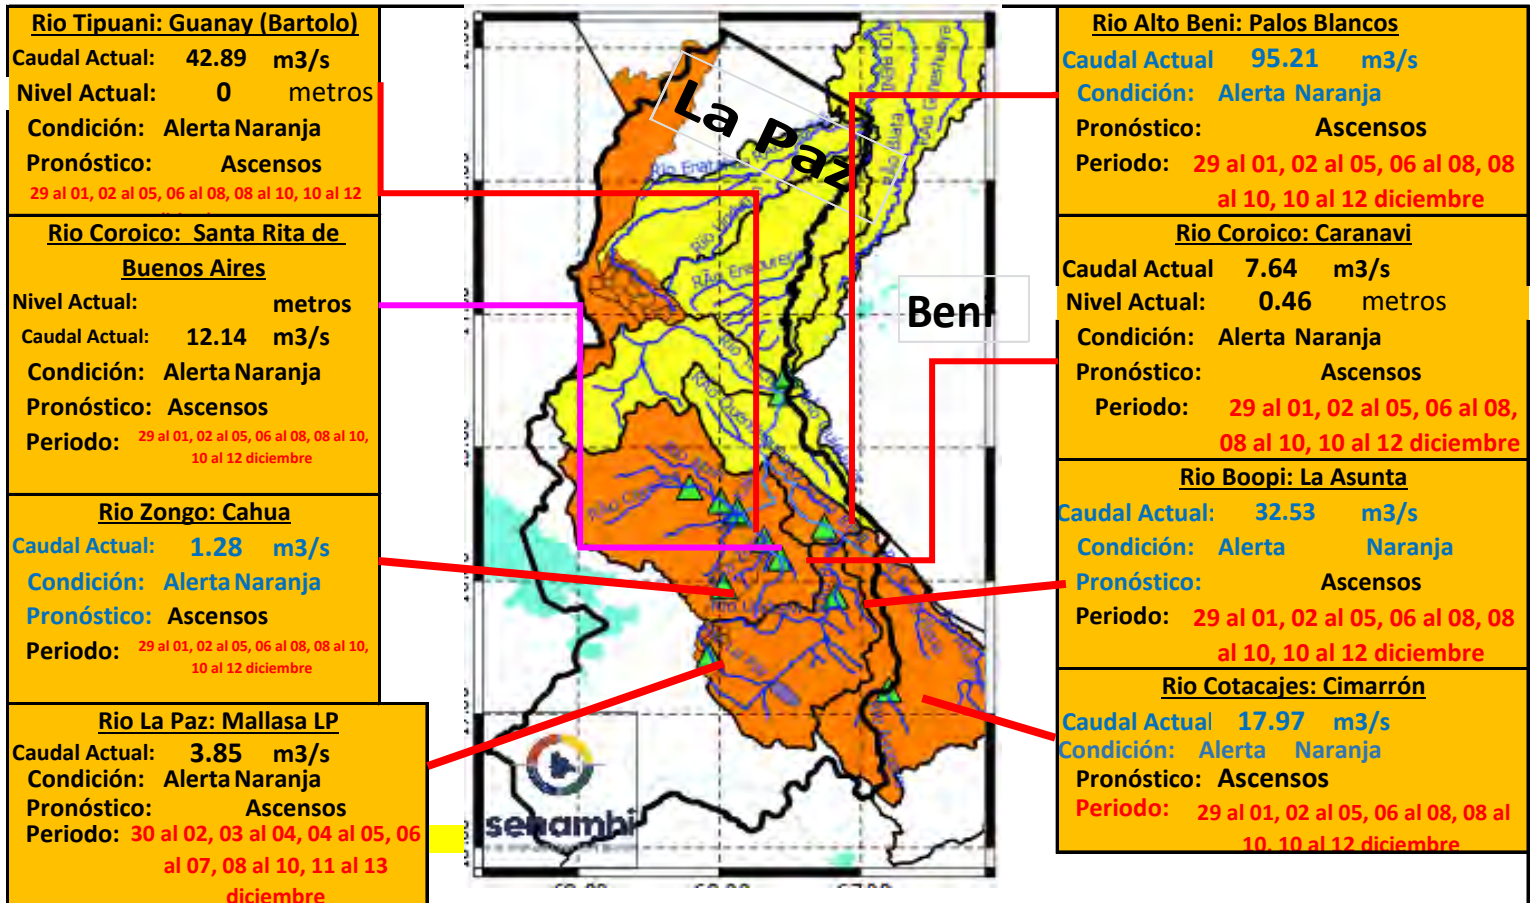 Rio Tipuani: Guanay (Bartolo)
Caudal Actual: 42.89 m3/s
Nivel Actual: 0 metros
Condición: Alerta Naranja
Pronóstico: Ascensos
29 al 01, 02 al 05, 06 al 08, 08 al 10, 10 al 12
Rio Coroico: Santa Rita de
Buenos Aires
Nivel Actual: metros
Caudal Actual: 12.14 m3/s
Condición: Alerta Naranja
Pronóstico: Ascensos
Periodo: 29 al 01, 02 al 05, 06 al 08, 08 al 10,
10 al 12 diciembre
Rio Zongo: Cahua
Caudal Actual: 1.28 m3/s
Condición: Alerta Naranja
Pronóstico: Ascensos
Periodo: 29 al 01, 02 al 05, 06 al 08, 08 al 10,
10 al 12 diciembre
Rio La Paz: Mallasa LP
Caudal Actual: 3.85 m3/s
Condición: Alerta Naranja
Pronóstico: Ascensos
Periodo: 30 al 02, 03 al 04, 04 al 05, 06
al 07, 08 al 10, 11 al 13
diciembre
La Paz
Beni
senamhi
Rio Alto Beni: Palos Blancos
Caudal Actual 95.21 m3/s
Condición: Alerta Naranja
Pronóstico: Ascensos
Periodo: 29 al 01, 02 al 05, 06 al 08, 08
al 10, 10 al 12 diciembre
Rio Coroico: Caranavi
Caudal Actual 7.64 m3/s
Nivel Actual: 0.46 metros
Condición: Alerta Naranja
Pronóstico: Ascensos
Periodo: 29 al 01, 02 al 05, 06 al 08,
08 al 10, 10 al 12 diciembre
Rio Boopi: La Asunta
Caudal Actual: 32.53 m3/s
Condición: Alerta Naranja
Pronóstico: Ascensos
Periodo: 29 al 01, 02 al 05, 06 al 08, 08
al 10, 10 al 12 diciembre
Rio Cotacajes: Cimarrón
Caudal Actual 17.97 m3/s
Condición: Alerta Naranja
Pronóstico: Ascensos
Periodo: 29 al 01, 02 al 05, 06 al 08, 08 al
10, 10 al 12 diciembre